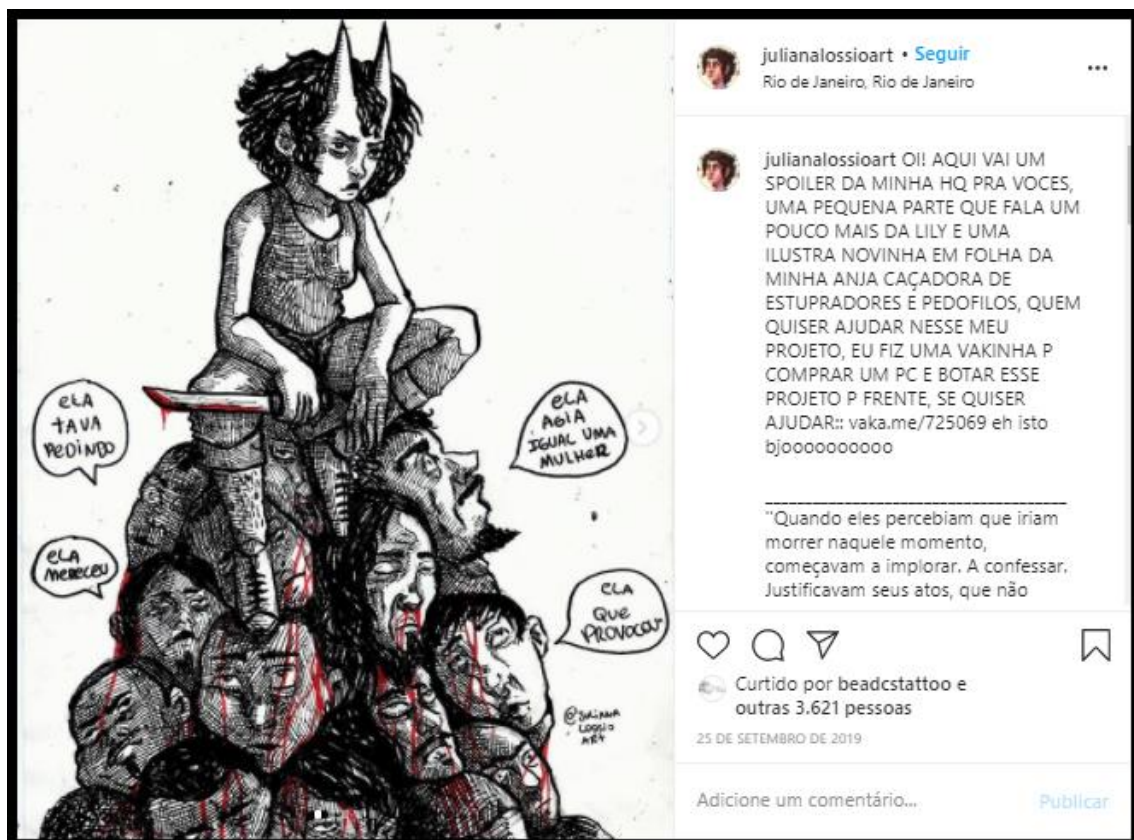 ELA
TAVA
PEDINDO
ELA
AGIA
IGUAL UMA
MULHER
ELA
MERECEU
ELA
QUE
PROVOCOU
@JULIANA
LOSSIO
ART
julianalossioart • Seguir
Rio de Janeiro, Rio de Janeiro
julianalossioart OI! AQUI VAI UM
SPOILER DA MINHA HQ PRA VOCES,
UMA PEQUENA PARTE QUE FALA UM
POUCO MAIS DA LILY E UMA
ILUSTRA NOVINHA EM FOLHA DA
MINHA ANJA CAÇADORA DE
ESTUPRADORES E PEDOFILOS, QUEM
QUISER AJUDAR NESSE MEU
PROJETO, EU FIZ UMA VAKINHA P
COMPRAR UM PC E BOTAR ESSE
PROJETO P FRENTE, SE QUISER
AJUDAR:: vaka.me/725069 eh isto
bjoooooooooo
"Quando eles percebiam que iriam
morrer naquele momento,
começavam a implorar. A confessar.
Justificavam seus atos, que não
Curtido por beadcstattoo e
outras 3.621 pessoas
25 DE SETEMBRO DE 2019
Adicione um comentário... Publicar